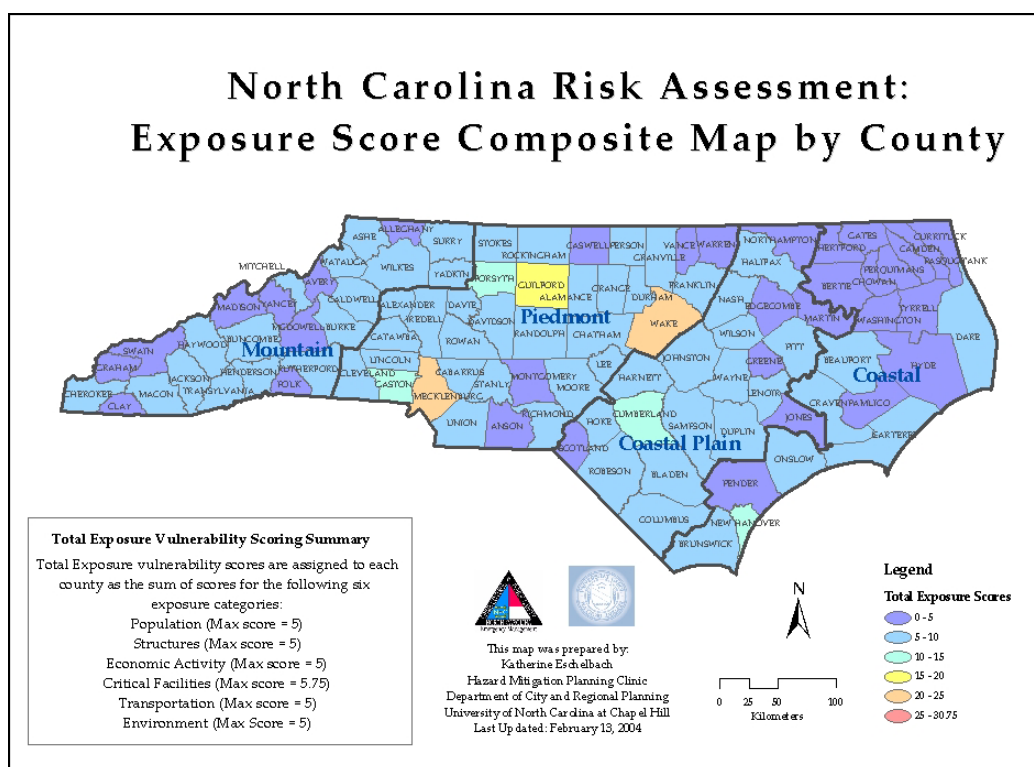 North Carolina Risk Assessment:
Exposure Score Composite Map by County
ASHE
ALLEGHANY
SURRY
STOKES
ROCKINGHAM
CASWELL
PERSON
GRANVILLE
VANCE
WARREN
NORTHAMPTON
GATES
HERTFORD
CURRITUCK
CAMDEN
PASQUOTANK
PERQUIMANS
CHOWAN
BERTIE
HALIFAX
MITCHELL
WATAUGA
WILKES
YADKIN
FORSYTH
GUILFORD
ALAMANCE
ORANGE
DURHAM
FRANKLIN
NASH
EDGECOMBE
MARTIN
WASHINGTON
TYRRELL
DARE
AVERY
CALDWELL
ALEXANDER
IREDELL
DAVIE
DAVIDSON
RANDOLPH
CHATHAM
WAKE
WILSON
PITT
BEAUFORT
HYDE
MADISON
YANCEY
MCDOWELL
BURKE
CATAWBA
ROWAN
Piedmont
Mountain
Coastal
SWAIN
HAYWOOD
BUNCOMBE
GRAHAM
CHEROKEE
CLAY
MACON
JACKSON
TRANSYLVANIA
HENDERSON
POLK
RUTHERFORD
CLEVELAND
LINCOLN
GASTON
MECKLENBURG
CABARRUS
STANLY
MONTGOMERY
MOORE
LEE
HARNETT
JOHNSTON
WAYNE
GREENE
LENOIR
CRAVEN
PAMLICO
JONES
CARTERET
UNION
ANSON
RICHMOND
SCOTLAND
HOKE
CUMBERLAND
SAMPSON
DUPLIN
ONSLOW
Coastal Plain
ROBESON
BLADEN
PENDER
COLUMBUS
NEW HANOVER
BRUNSWICK
Total Exposure Vulnerability Scoring Summary
Total Exposure vulnerability scores are assigned to each
county as the sum of scores for the following six
exposure categories:
Population (Max score = 5)
Structures (Max score = 5)
Economic Activity (Max score = 5)
Critical Facilities (Max score = 5.75)
Transportation (Max score = 5)
Environment (Max Score = 5)
Emergency Management
This map was prepared by:
Katherine Eschelbach
Hazard Mitigation Planning Clinic
Department of City and Regional Planning
University of North Carolina at Chapel Hill
Last Updated: February 13, 2004
N
0 25 50 100
Kilometers
Legend
Total Exposure Scores
0 - 5
5 - 10
10 - 15
15 - 20
20 - 25
25 - 30.75